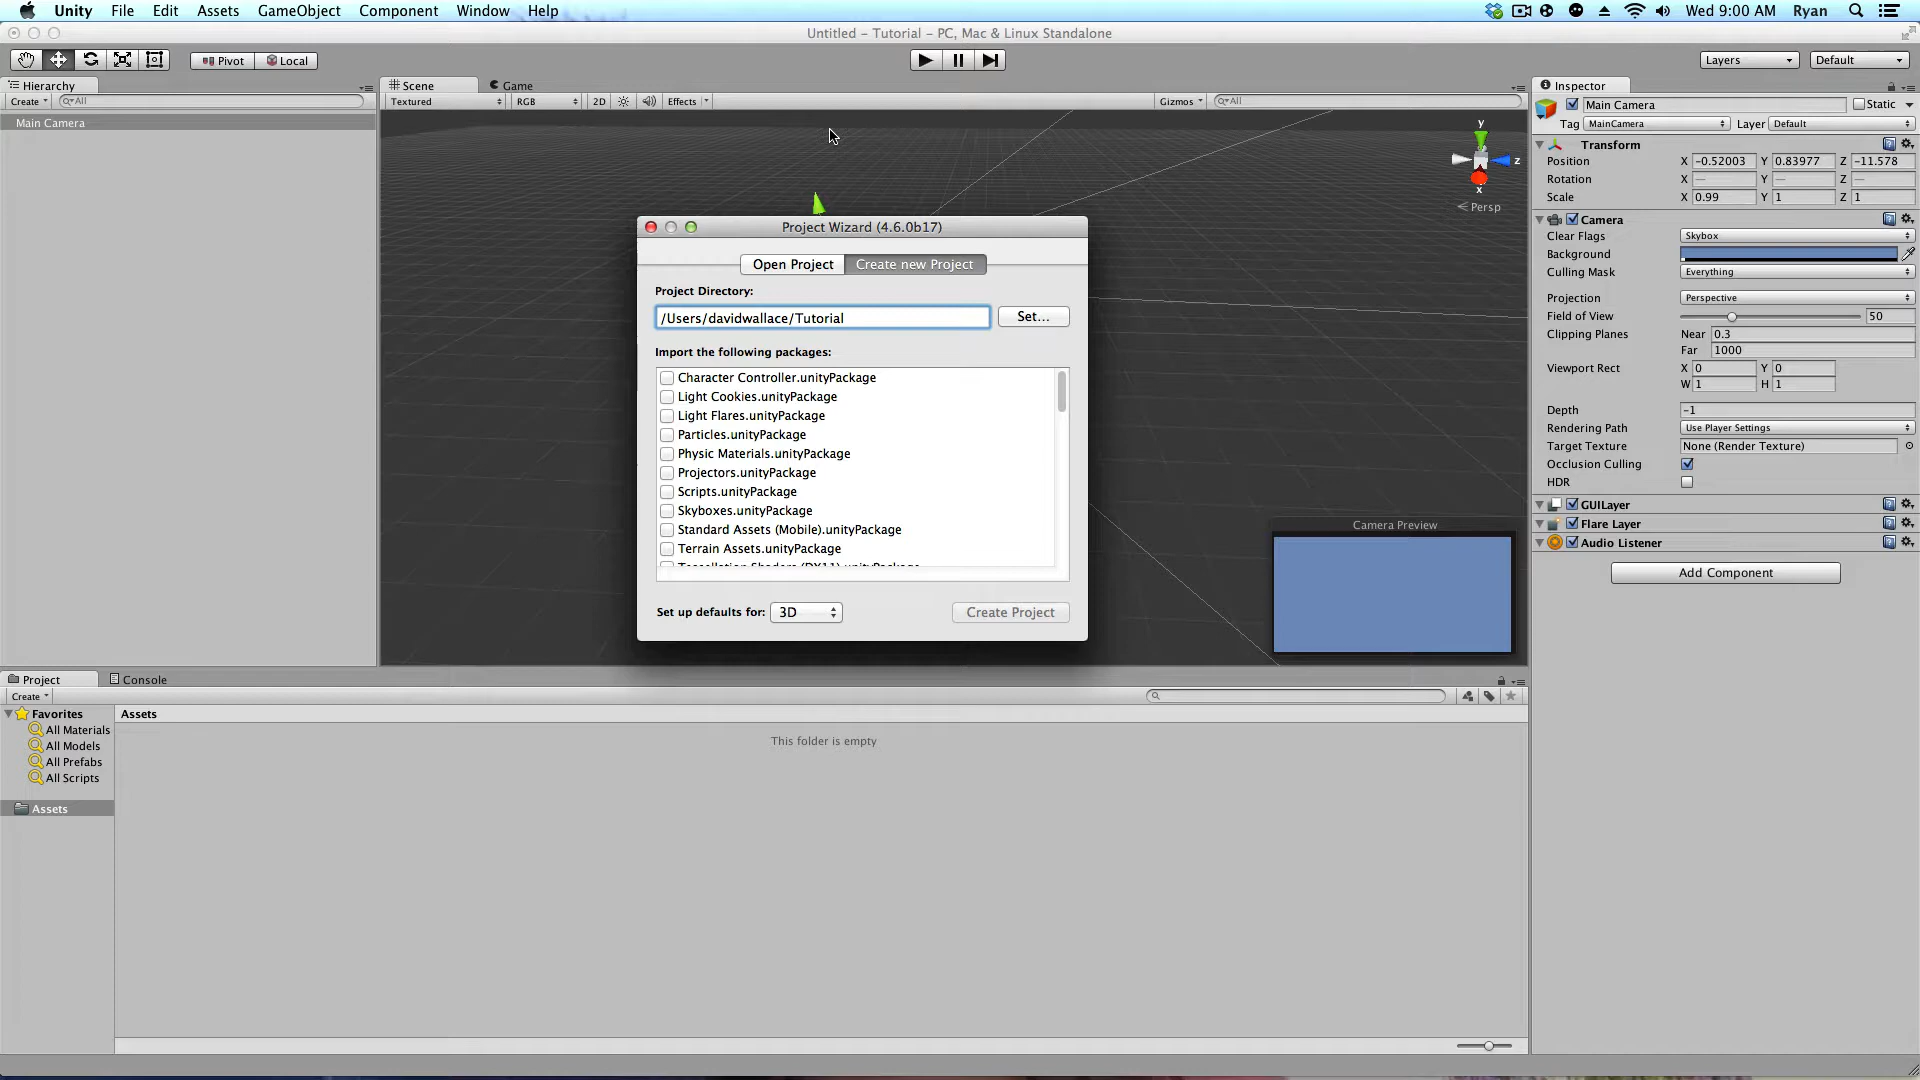 Unity File Edit Assets GameObject Component Window Help Wed 9:00 AM Ryan
Untitled – Tutorial – PC, Mac & Linux Standalone
Pivot Local Layers Default
Hierarchy
Create All
Main Camera
Scene Game
Textured RGB 2D Effects Gizmos All
y
z
x
Persp
Project Wizard (4.6.0b17)
Open Project Create new Project
Project Directory:
/Users/davidwallace/Tutorial Set...
Import the following packages:
Character Controller.unityPackage
Light Cookies.unityPackage
Light Flares.unityPackage
Particles.unityPackage
Physic Materials.unityPackage
Projectors.unityPackage
Scripts.unityPackage
Skyboxes.unityPackage
Standard Assets (Mobile).unityPackage
Terrain Assets.unityPackage
Tessellation Shaders (DX11).unityPackage
Set up defaults for: 3D Create Project
Camera Preview
Inspector
Main Camera Static
Tag MainCamera Layer Default
Transform
Position X -0.52003 Y 0.83977 Z -11.578
Rotation X — Y — Z —
Scale X 0.99 Y 1 Z 1
Camera
Clear Flags Skybox
Background
Culling Mask Everything
Projection Perspective
Field of View 50
Clipping Planes Near 0.3
Far 1000
Viewport Rect X 0 Y 0
W 1 H 1
Depth -1
Rendering Path Use Player Settings
Target Texture None (Render Texture)
Occlusion Culling
HDR
GUILayer
Flare Layer
Audio Listener
Add Component
Project Console
Create
Favorites
All Materials
All Models
All Prefabs
All Scripts
Assets
Assets
This folder is empty